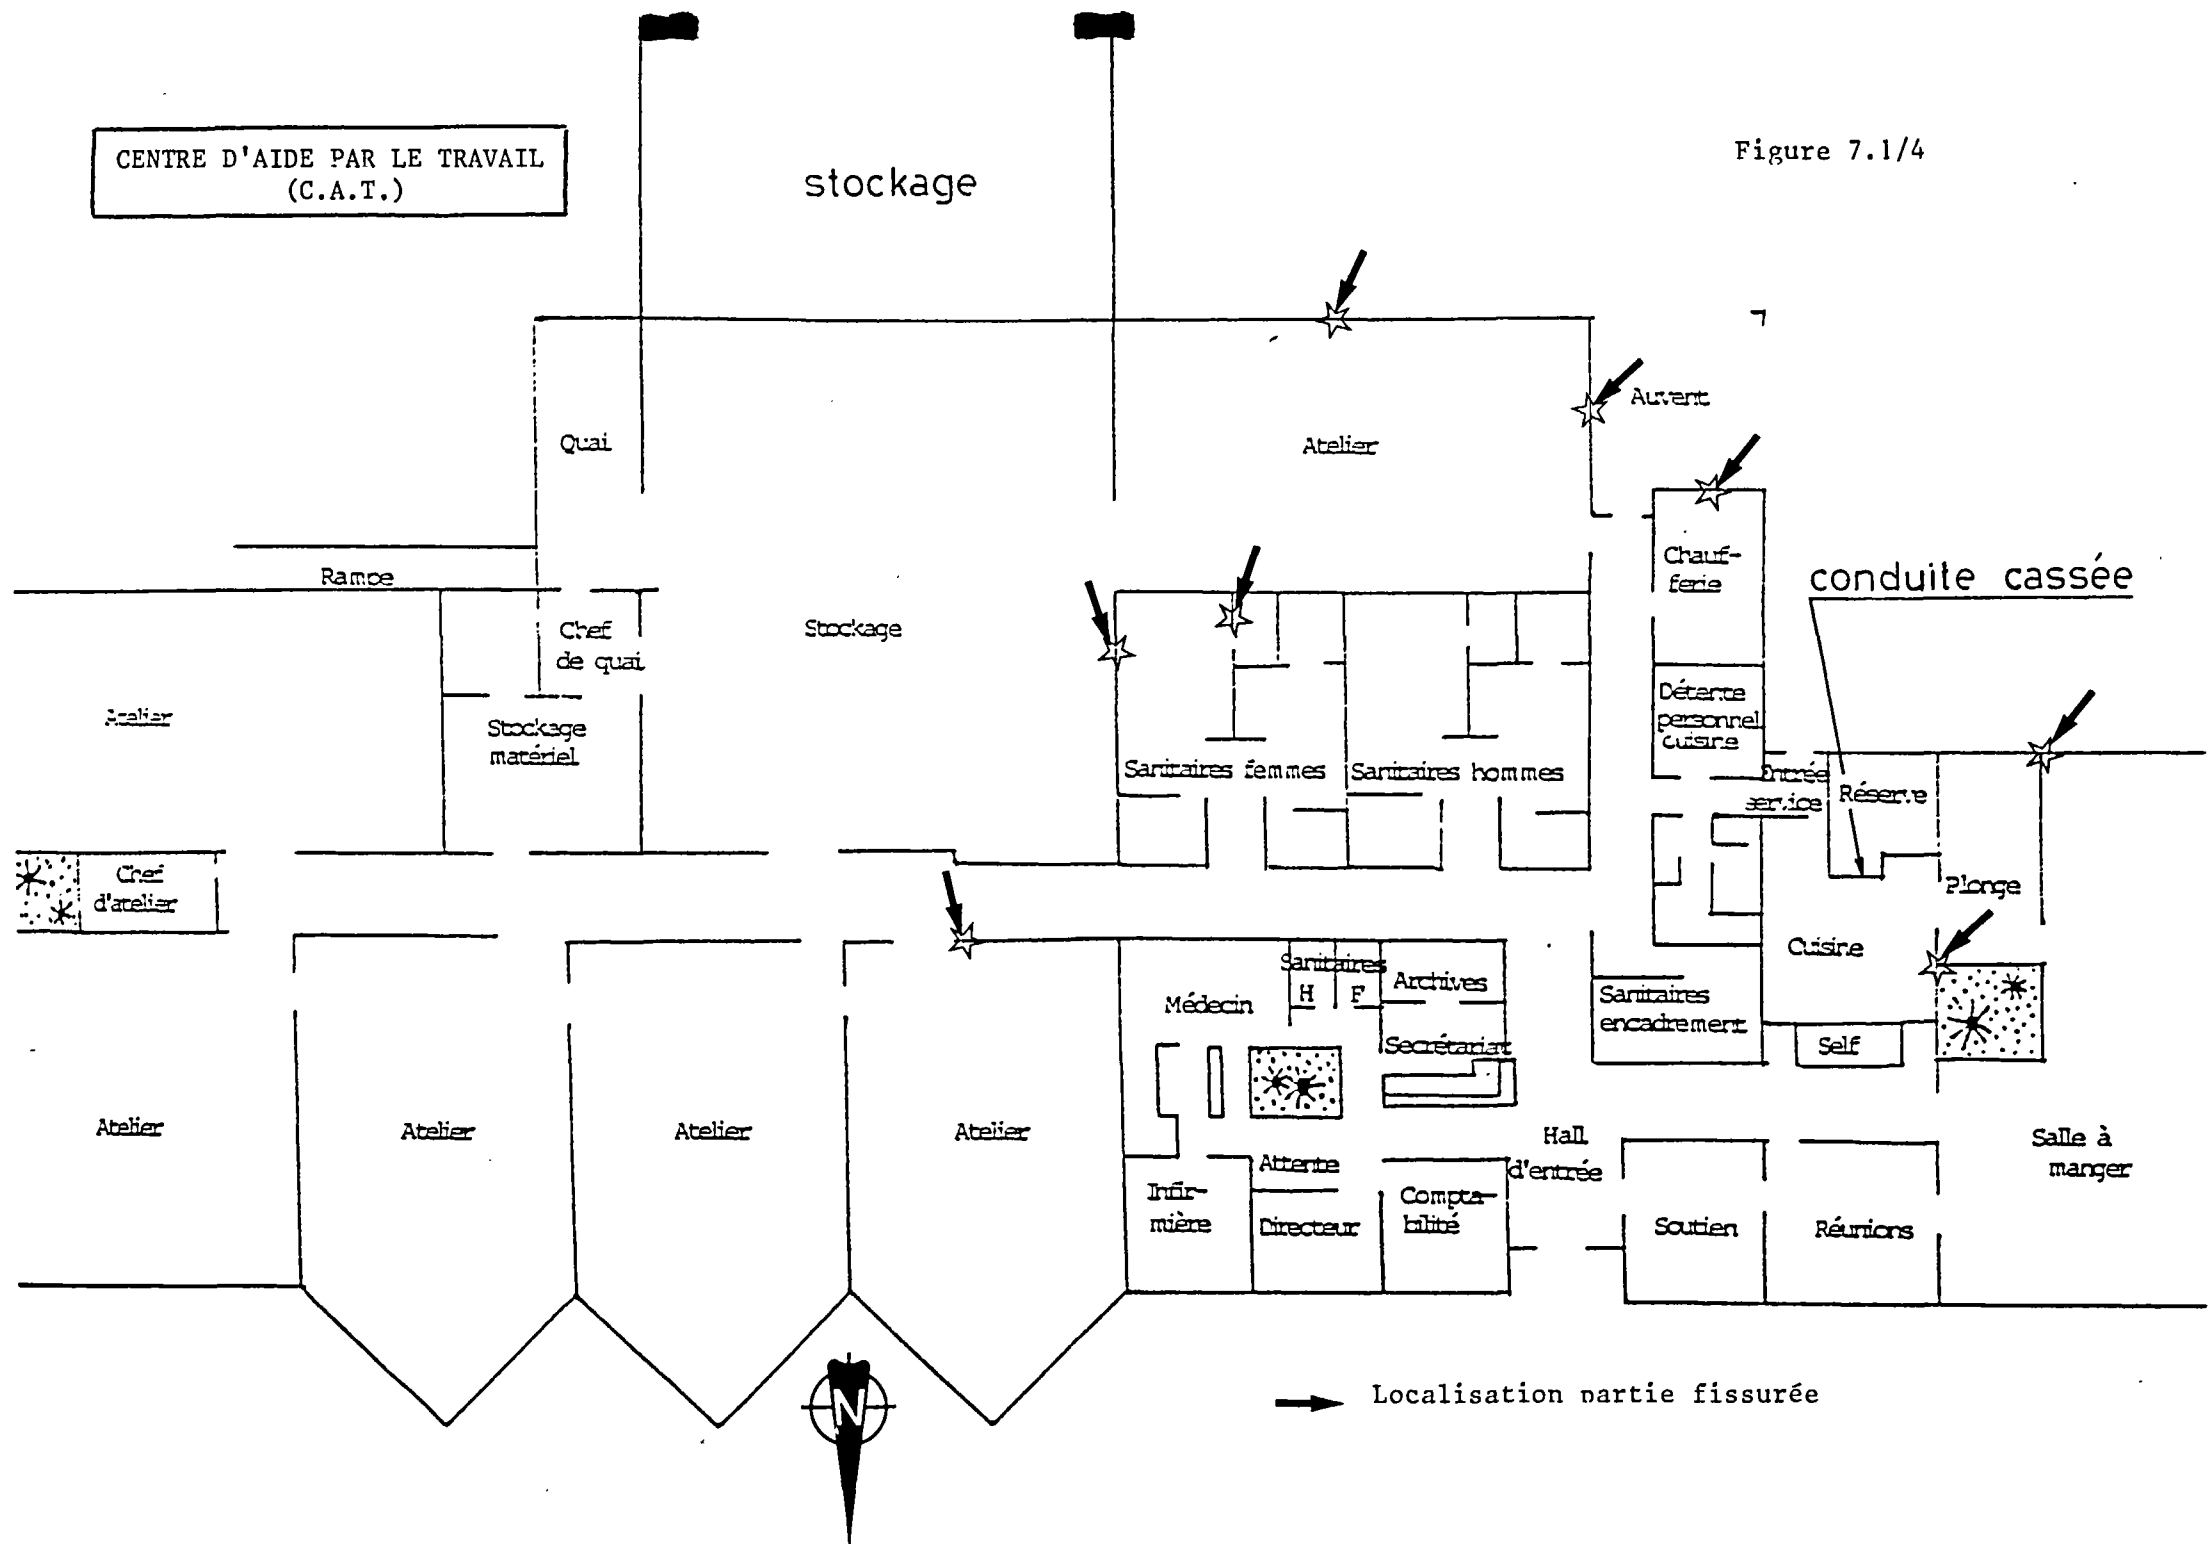 CENTRE D'AIDE PAR LE TRAVAIL
(C.A.T.)
stockage
Figure 7.1/4
Auvent
Quai
Atelier
Chauf-
ferie
conduite cassée
Rampe
Chef
de quai
Stockage
Atelier
Stockage
matériel
Détente
personnel
cuisine
Sanitaires femmes
Sanitaires hommes
Entrée
service
Réserve
Chef
d'atelier
Plonge
Cuisine
Sanitaires
H F
Archives
Médecin
Sanitaires
encadrement
Secrétariat
Self
Atelier
Atelier
Atelier
Atelier
Hall
d'entrée
Salle à
manger
Attente
Infir-
mière
Directeur
Compta-
bilité
Soutien
Réunions
N
Localisation partie fissurée